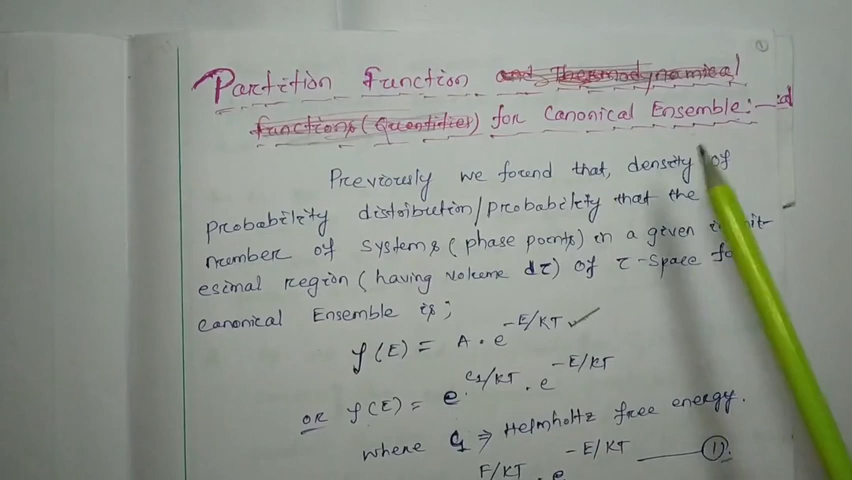 ①
Partition Function and Thermodynamical
functions (Quantities) for Canonical Ensemble:-
Previously we found that, density of
probability distribution/probability that the
number of systems (phase points) in a given
esimal region (having volume dτ) of τ-space
canonical Ensemble is;
f(E) = A · e^{-E/KT} ✓
OR f(E) = e^{C₁/KT} · e^{-E/KT}
where C₁ ⇒ Helmholtz free energy.
F/KT · e^{-E/KT} —— ①